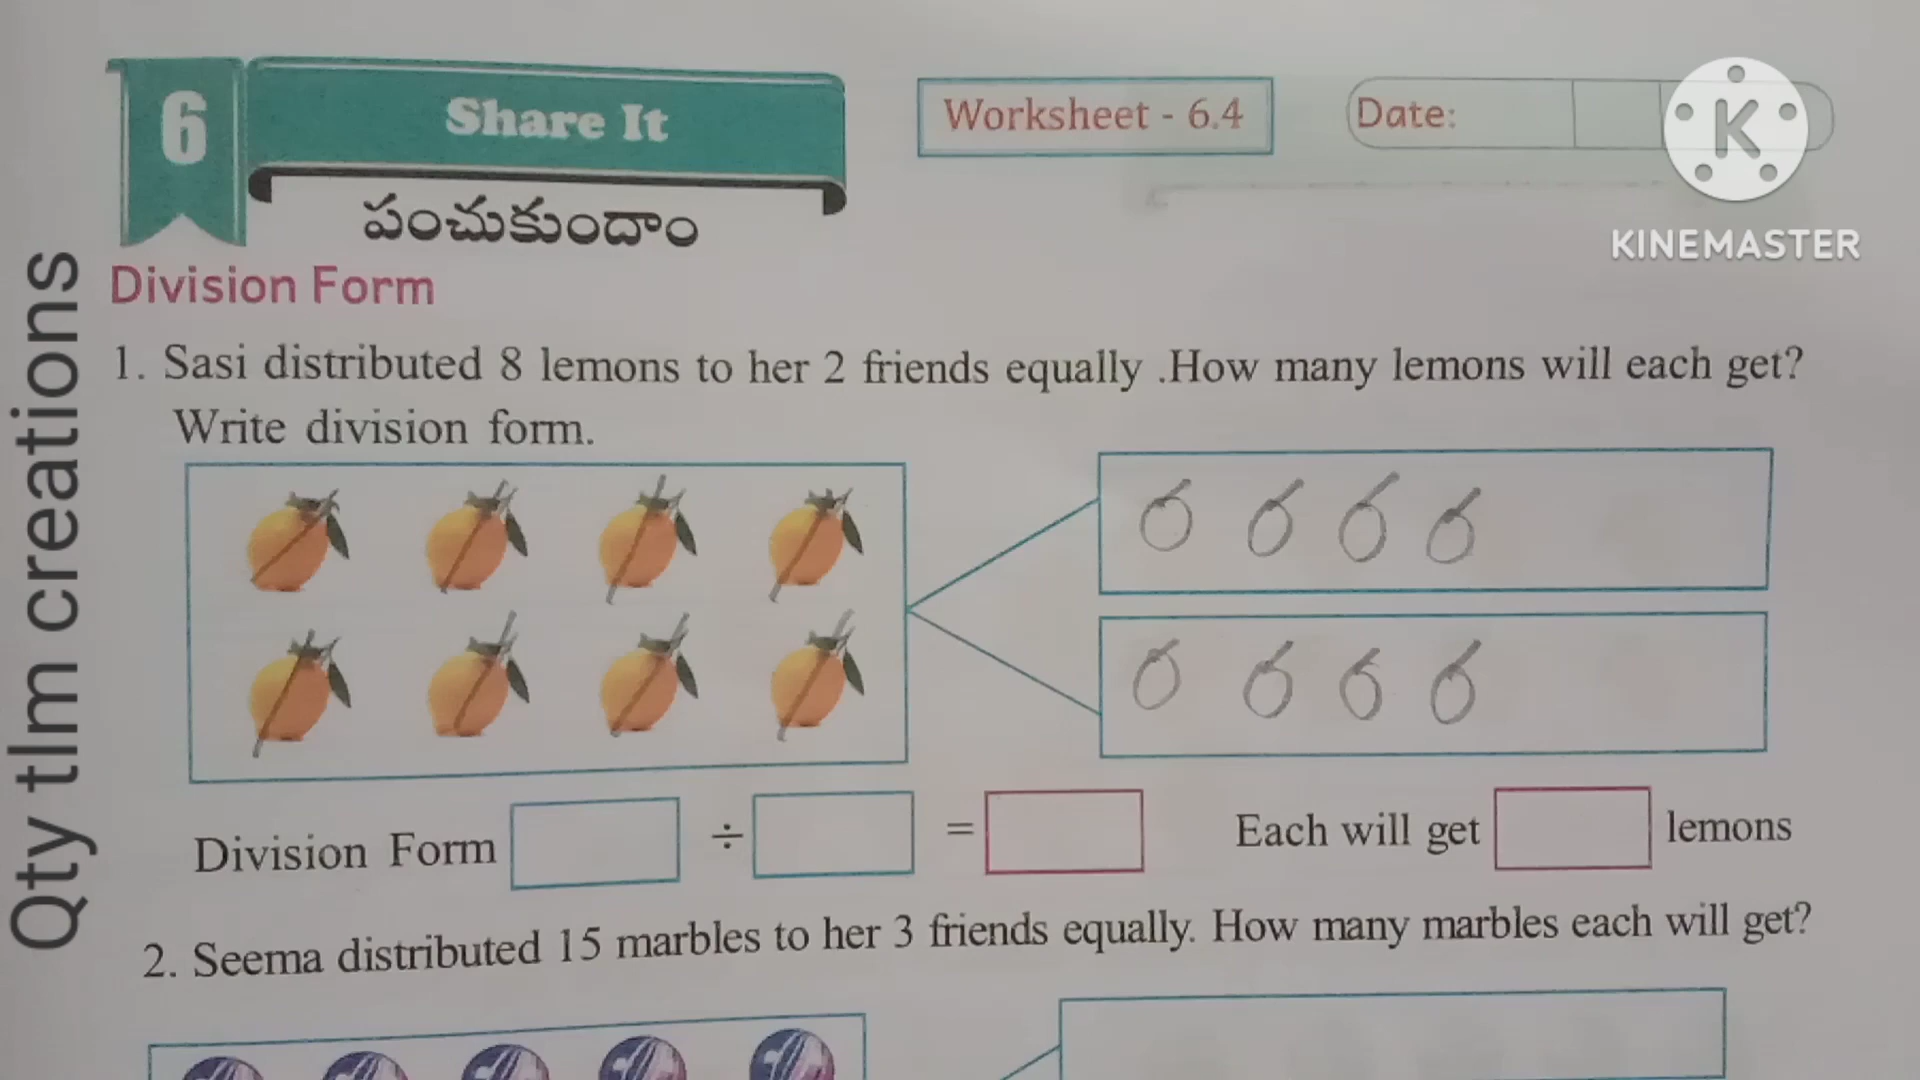 6
Share It
Worksheet - 6.4
Date:
K
KINEMASTER
పంచుకుందాం
Qty tlm creations
Division Form
1. Sasi distributed 8 lemons to her 2 friends equally .How many lemons will each get?
Write division form.
Division Form ÷ = Each will get lemons
2. Seema distributed 15 marbles to her 3 friends equally. How many marbles each will get?